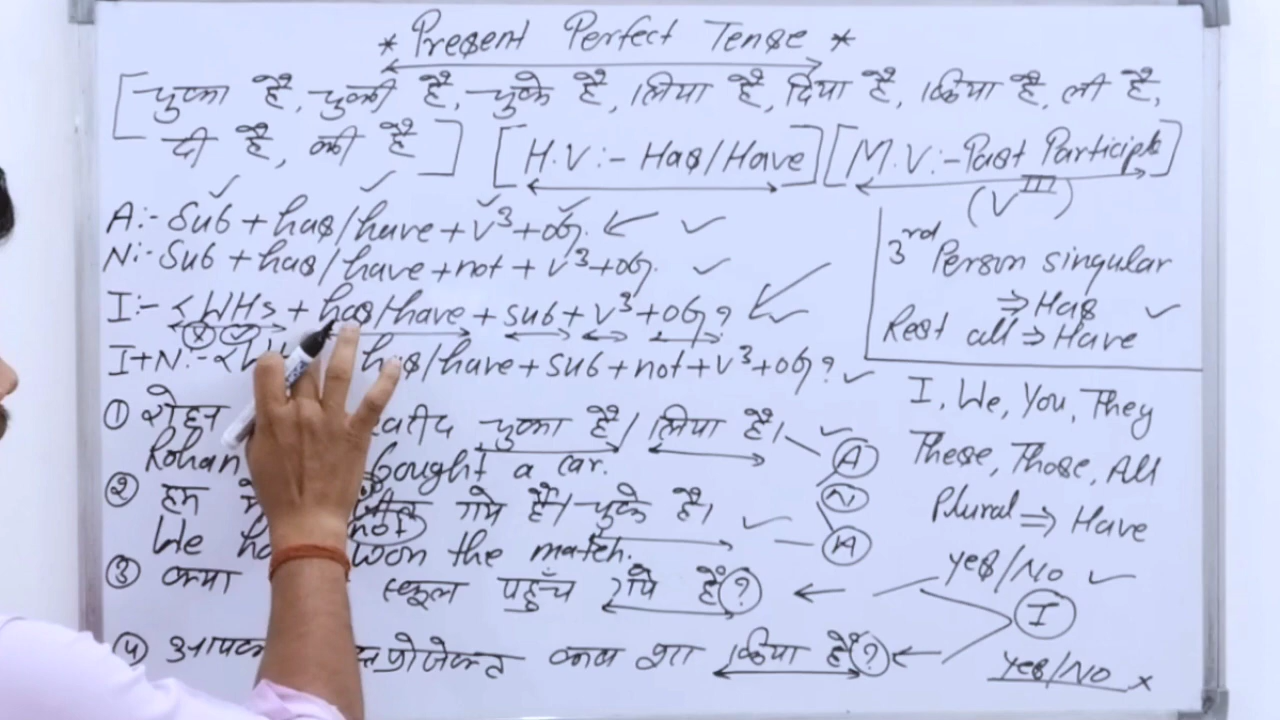 * Present Perfect Tense *
[चुका है, चुकी है, चुके है, लिया है, दिया है, किया है, ली है,
दी है, की है] [H.V:- Has/Have] [M.V:- Past Participle]
(V III)
A:- Sub + has/have + V3 + obj. ✓
N:- Sub + has/have + not + V3 + obj. ✓
I:- < WHs + has/have + sub + V3 + obj ?
I+N:- < has/have + sub + not + V3 + obj ? ✓
3rd Person singular
⇒ Has ✓
Rest all ⇒ Have
I, We, You, They
These, Those, All
Plural ⇒ Have
① रोहन चुका है / लिया है। ✓ (A)
Rohan bought a car.
② हम गये है। चुके है। (N)
We not won the match. ✓ (A)
③ क्या स्कूल पहुँच गये हैं ? ← Yes/No ✓
(I)
④ किया है ? ← Yes/No ×